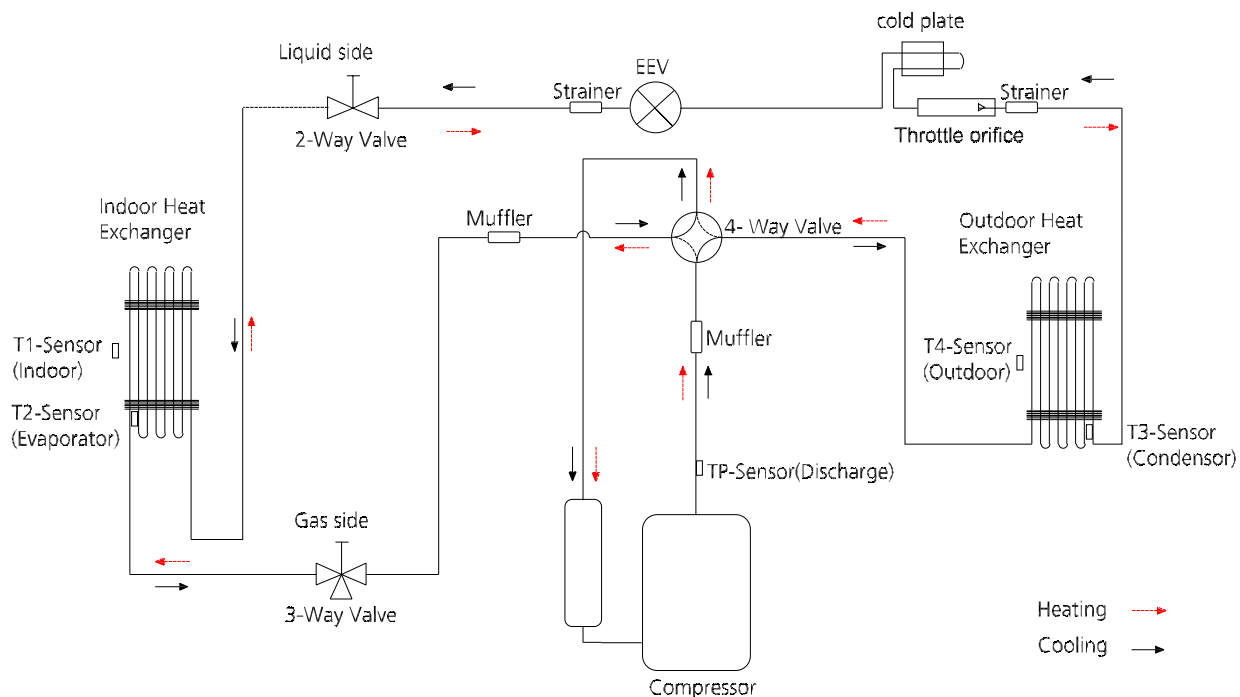 cold plate
Liquid side
EEV
Strainer
Strainer
2-Way Valve
Throttle orifice
Indoor Heat
Exchanger
Muffler
4- Way Valve
Outdoor Heat
Exchanger
T1-Sensor
(Indoor)
Muffler
T4-Sensor
(Outdoor)
T2-Sensor
(Evaporator)
T3-Sensor
(Condensor)
TP-Sensor(Discharge)
Gas side
3-Way Valve
Heating
Cooling
Compressor